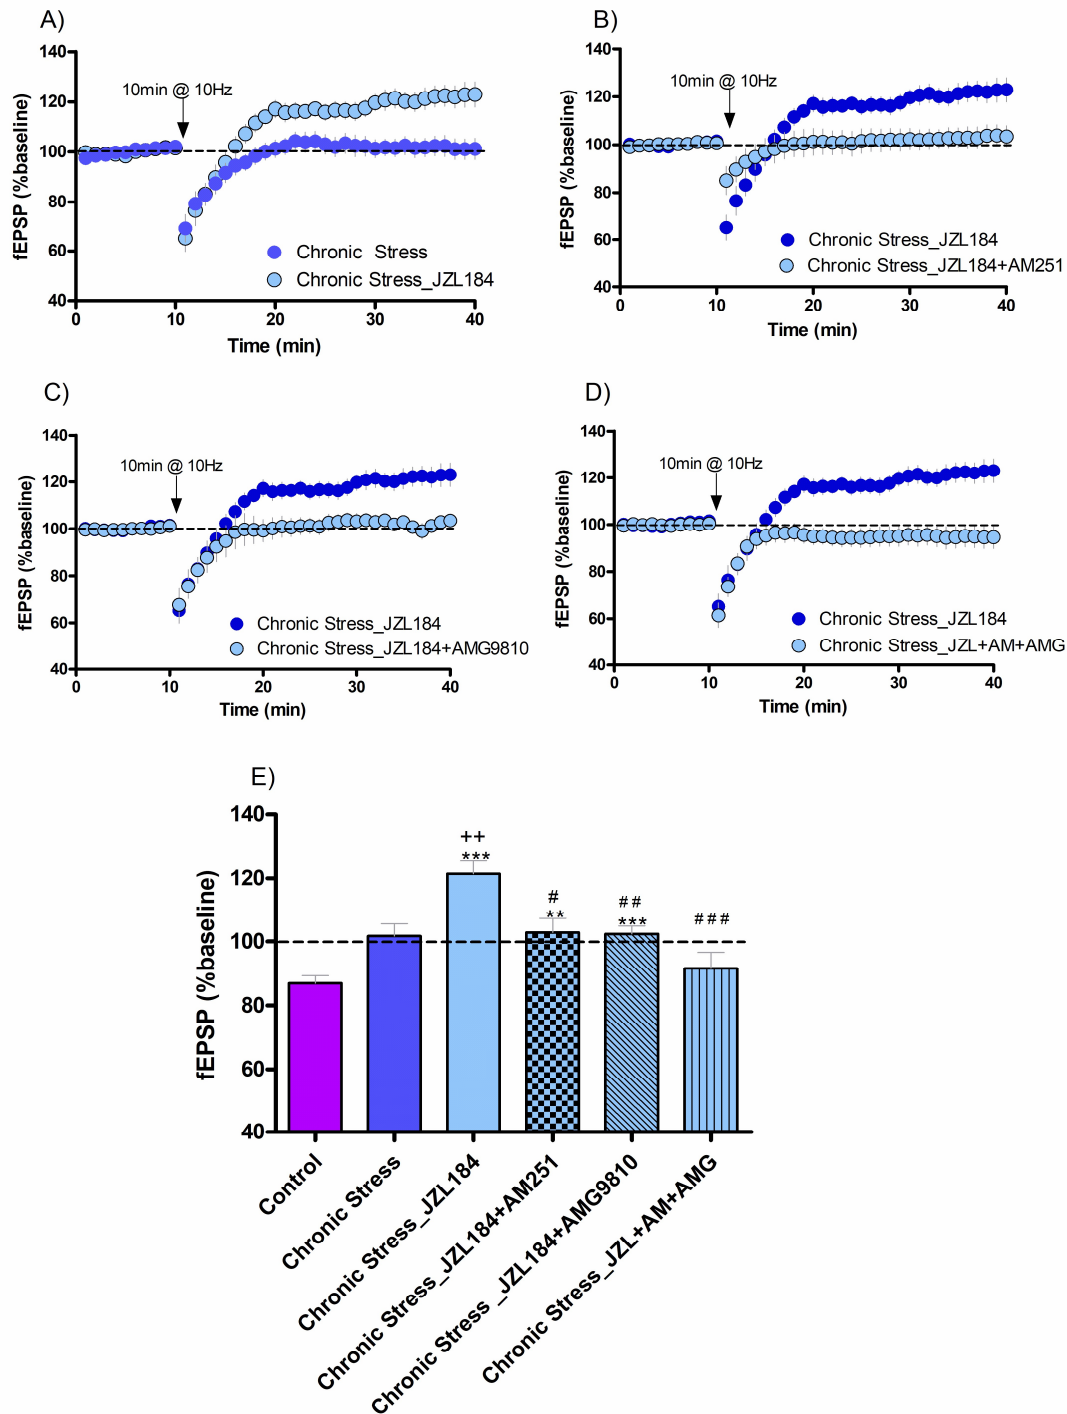 A)
140
120
100
80
60
40
fEPSP (%baseline)
10min @ 10Hz
Chronic Stress
Chronic Stress_JZL184
0 10 20 30 40
Time (min)
B)
140
120
100
80
60
40
fEPSP (%baseline)
10min @ 10Hz
Chronic Stress_JZL184
Chronic Stress_JZL184+AM251
0 10 20 30 40
Time (min)
C)
140
120
100
80
60
40
fEPSP (%baseline)
10min @ 10Hz
Chronic Stress_JZL184
Chronic Stress_JZL184+AMG9810
0 10 20 30 40
Time (min)
D)
140
120
100
80
60
40
fEPSP (%baseline)
10min @ 10Hz
Chronic Stress_JZL184
Chronic Stress_JZL+AM+AMG
0 10 20 30 40
Time (min)
E)
140
120
100
80
60
40
fEPSP (%baseline)
++
***
#
**
##
***
###
Control
Chronic Stress
Chronic Stress_JZL184
Chronic Stress_JZL184+AM251
Chronic Stress _JZL184+AMG9810
Chronic Stress_JZL+AM+AMG